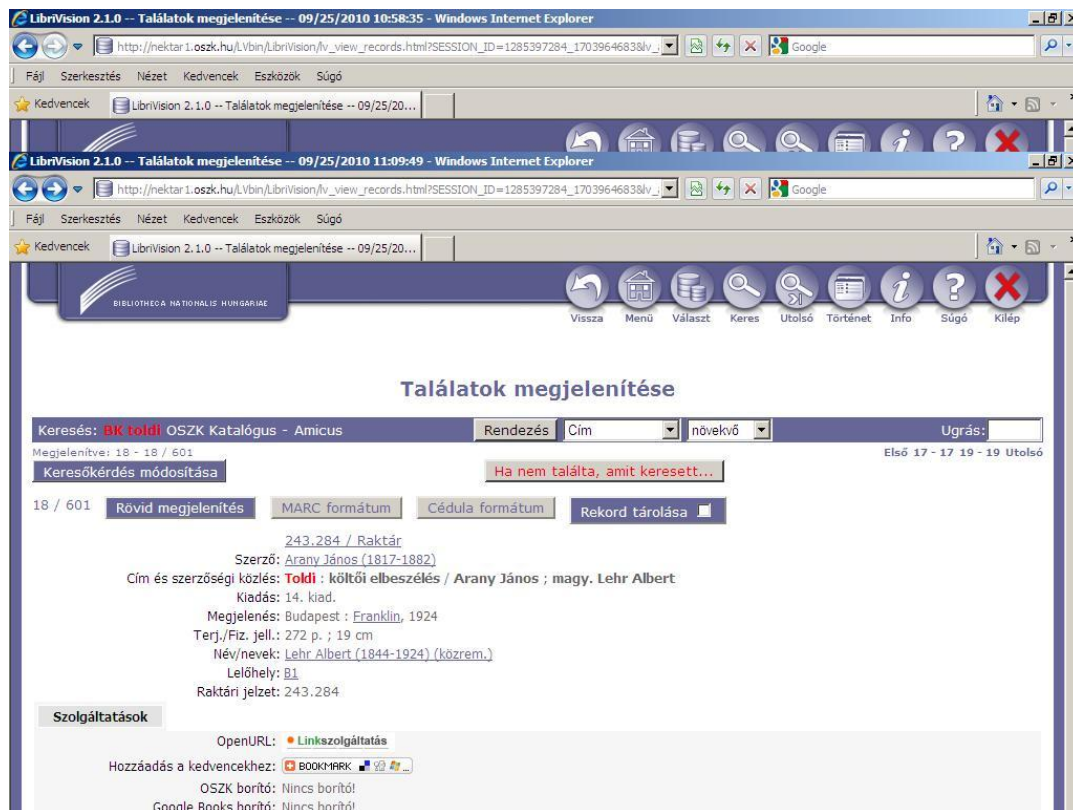 LibriVision 2.1.0 -- Találatok megjelenítése -- 09/25/2010 10:58:35 - Windows Internet Explorer
http://nektar1.oszk.hu/LVbin/LibriVision/lv_view_records.html?SESSION_ID=1285397284_1703964683&lv_
Google
Fájl Szerkesztés Nézet Kedvencek Eszközök Súgó
Kedvencek LibriVision 2.1.0 -- Találatok megjelenítése -- 09/25/20...
LibriVision 2.1.0 -- Találatok megjelenítése -- 09/25/2010 11:09:49 - Windows Internet Explorer
http://nektar1.oszk.hu/LVbin/LibriVision/lv_view_records.html?SESSION_ID=1285397284_1703964683&lv_
Google
Fájl Szerkesztés Nézet Kedvencek Eszközök Súgó
Kedvencek LibriVision 2.1.0 -- Találatok megjelenítése -- 09/25/20...
BIBLIOTHECA NATIONALIS HUNGARIAE
Vissza Menü Választ Keres Utolsó Történet Info Súgó Kilép
Találatok megjelenítése
Keresés: BK toldi OSZK Katalógus - Amicus Rendezés Cím növekvő Ugrás:
Megjelenítve: 18 - 18 / 601 Első 17 - 17 19 - 19 Utolsó
Keresőkérdés módosítása Ha nem találta, amit keresett...
18 / 601 Rövid megjelenítés MARC formátum Cédula formátum Rekord tárolása
243.284 / Raktár
Szerző: Arany János (1817-1882)
Cím és szerzőségi közlés: Toldi : költői elbeszélés / Arany János ; magy. Lehr Albert
Kiadás: 14. kiad.
Megjelenés: Budapest : Franklin, 1924
Terj./Fiz. jell.: 272 p. ; 19 cm
Név/nevek: Lehr Albert (1844-1924) (közrem.)
Lelőhely: B1
Raktári jelzet: 243.284
Szolgáltatások
OpenURL: Linkszolgáltatás
Hozzáadás a kedvencekhez: BOOKMARK
OSZK borító: Nincs borító!
Google Books borító: Nincs borító!